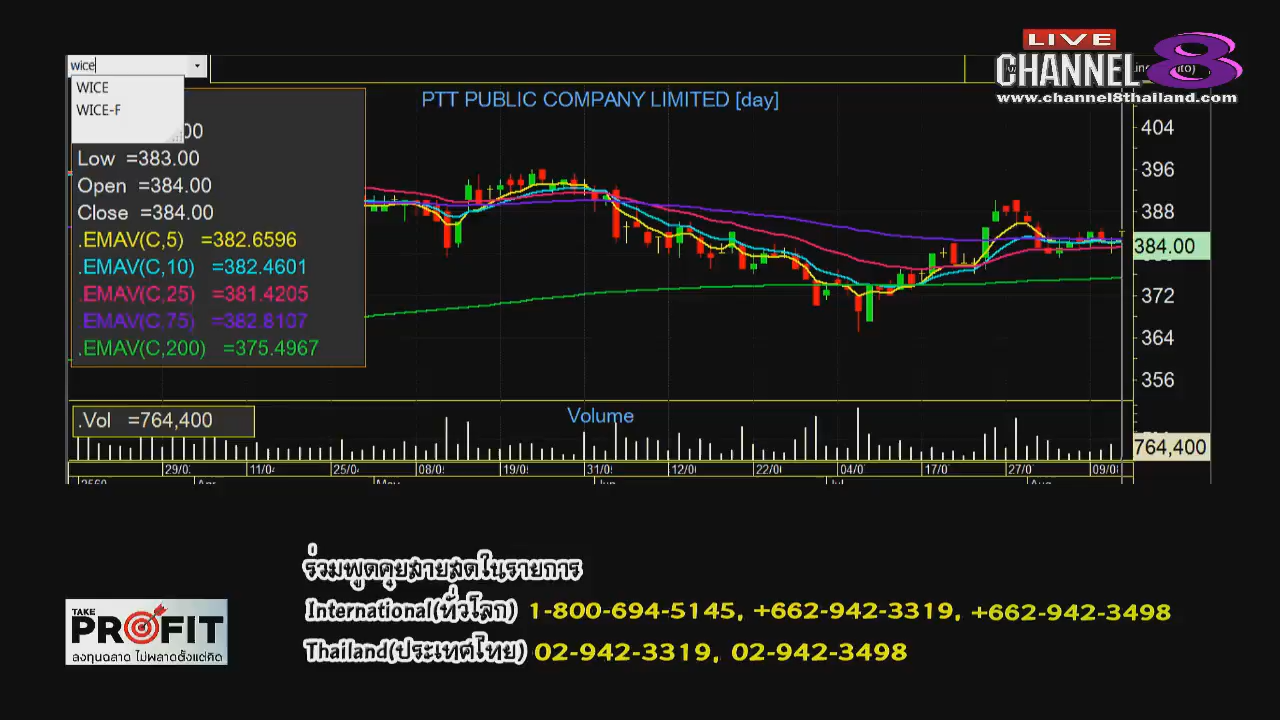 wice
WICE
WICE-F
LIVE
CHANNEL 8
www.channel8thailand.com
PTT PUBLIC COMPANY LIMITED [day]
Low =383.00
Open =384.00
Close =384.00
.EMAV(C,5) =382.6596
.EMAV(C,10) =382.4601
.EMAV(C,25) =381.4205
.EMAV(C,75) =382.8107
.EMAV(C,200) =375.4967
404
396
388
384.00
372
364
356
.Vol =764,400
Volume
764,400
29/0 11/0 25/0 08/0 19/0 31/0 12/0 22/0 04/0 17/0 27/0 09/0
2560 Apr May Jun Jul Aug
ร่วมพูดคุยสายสดในรายการ
International(ทั่วโลก) 1-800-694-5145, +662-942-3319, +662-942-3498
Thailand(ประเทศไทย) 02-942-3319, 02-942-3498
TAKE
PROFIT
ลงทุนฉลาด ไม่พลาดตั้งแต่คิด